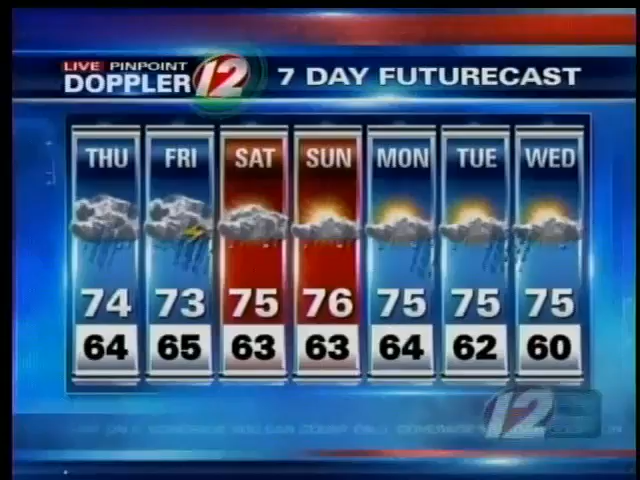 LIVE PINPOINT
DOPPLER 12
7 DAY FUTURECAST
THU FRI SAT SUN MON TUE WED
74 73 75 76 75 75 75
64 65 63 63 64 62 60
12